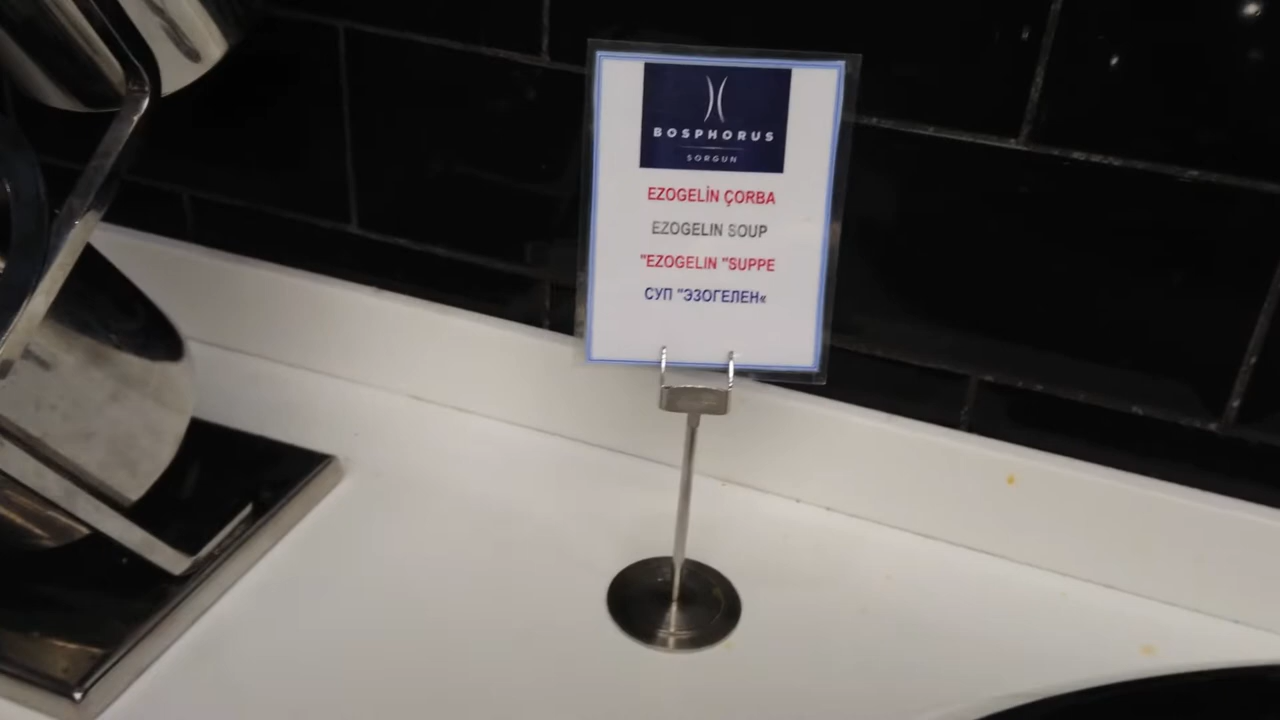 BOSPHORUS
SORGUN
EZOGELİN ÇORBA
EZOGELIN SOUP
"EZOGELIN "SUPPE
СУП "ЭЗОГЕЛЕН«